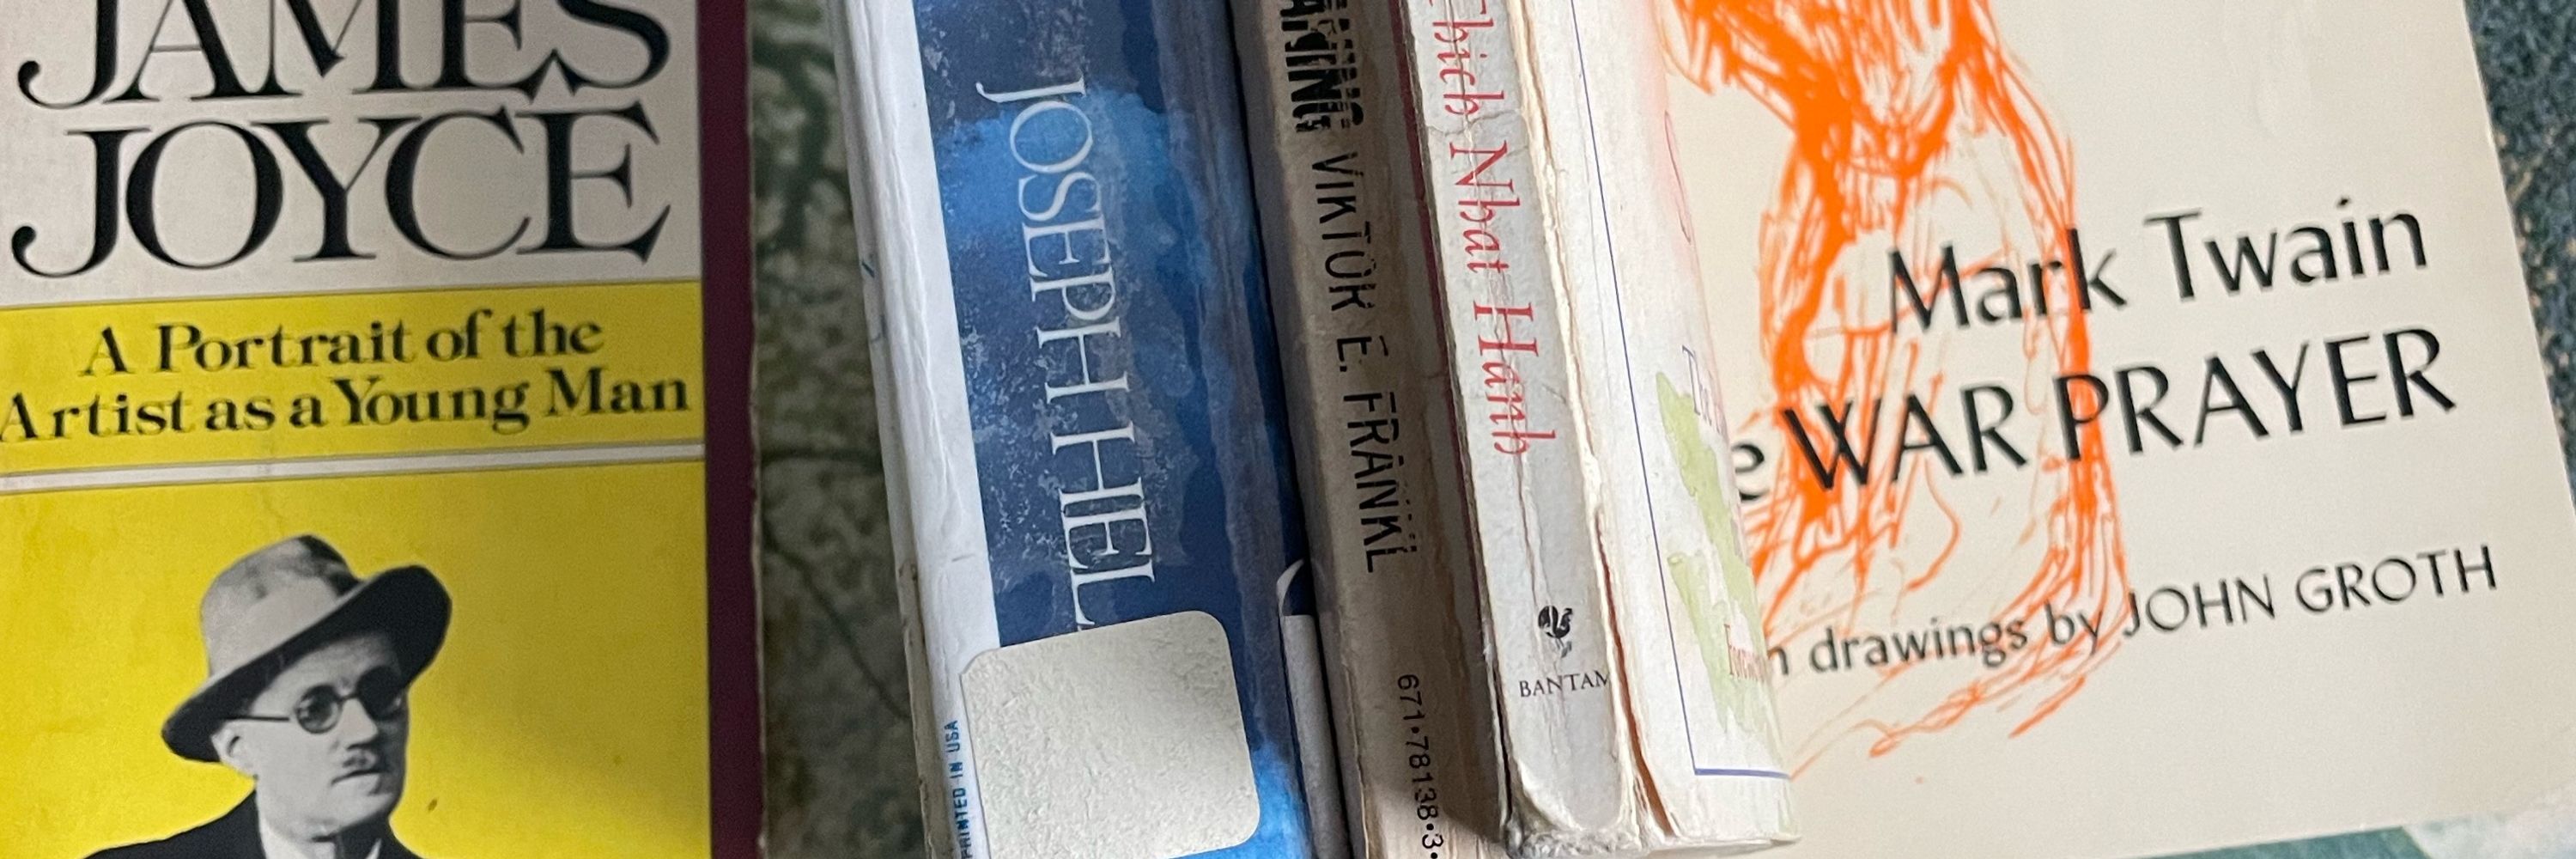 JAMES
JOYCE
A Portrait of the
Artist as a Young Man
JOSEPH HEL
PRINTED IN USA
VIKTOR E. FRANKL
671•78138•3•
Thich Nhat Hanh
BANTAM
Mark Twain
WAR PRAYER
drawings by JOHN GROTH